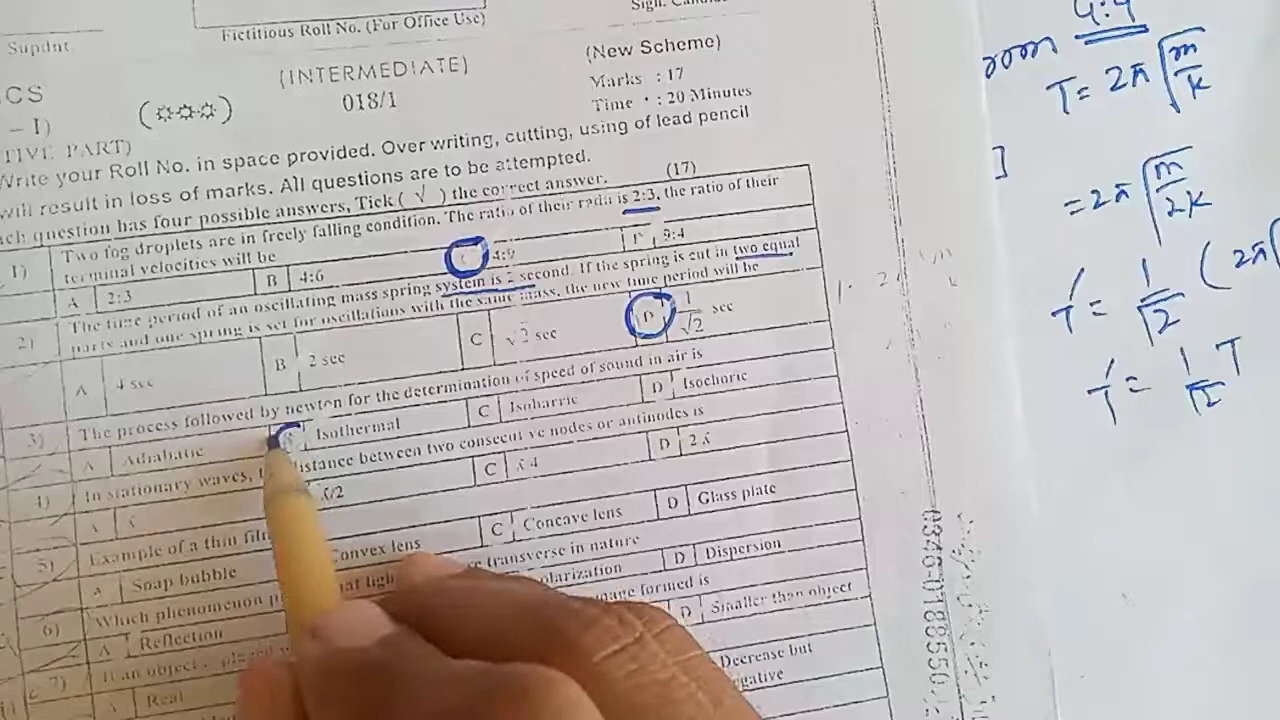 Supdnt
Fictitious Roll No. (For Office Use)
CS
(INTERMEDIATE)
(New Scheme)
– I)
(☆☆☆)
018/1
Marks : 17
TIVE PART)
Time : 20 Minutes
Write your Roll No. in space provided. Over writing, cutting, using of lead pencil
will result in loss of marks. All questions are to be attempted.
ach question has four possible answers, Tick ( √ ) the correct answer. (17)
1) Two fog droplets are in freely falling condition. The ratio of their radii is 2:3, the ratio of their
terminal velocities will be
A 2:3 B 4:6 C 4:9 D 9:4
2) The time period of an oscillating mass spring system is 2 second. If the spring is cut in two equal
parts and one spring is set for oscillations with the same mass, the new time period will be
A 4 sec B 2 sec C √2 sec D 1/√2 sec
3) The process followed by newton for the determination of speed of sound in air is
A Adiabatic Isothermal C Isobarric D Isochoric
4) In stationary waves, distance between two consecutive nodes or antinodes is
A λ λ/2 C λ/4 D 2λ
5) Example of a thin
A Soap bubble Convex lens C Concave lens D Glass plate
6) Which phenomenon transverse in nature
A Reflection olarization D Dispersion
7) If an object image formed is
A Real D Smaller than object
Decrease but
egative
4:9
T = 2π √m/k
= 2π √m/2k
T' = 1/√2 (2π
T' = 1/√2 T